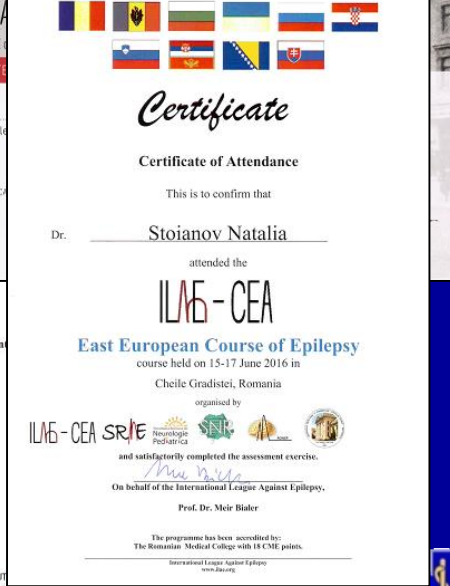 Certificate
Certificate of Attendance
This is to confirm that
Dr. Stoianov Natalia
attended the
ILAE - CEA
East European Course of Epilepsy
course held on 15-17 June 2016 in
Cheile Gradistei, Romania
organised by
ILAE - CEA SRIE Neurologie Pediatrica SNR
and satisfactorily completed the assessment exercise.
On behalf of the International League Against Epilepsy,
Prof. Dr. Meir Bialer
The programme has been accredited by:
The Romanian Medical College with 18 CME points.
International League Against Epilepsy
www.ilae.org